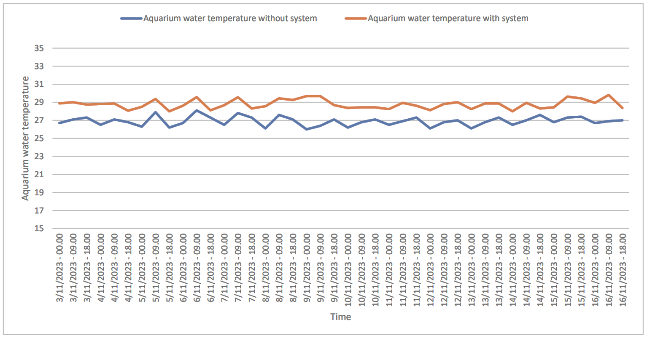 Aquarium water temperature without system
Aquarium water temperature with system
Aquarium water temperature
35
33
31
29
27
25
23
21
19
17
15
3/11/2023 - 00.00
3/11/2023 - 09.00
3/11/2023 - 18.00
4/11/2023 - 00.00
4/11/2023 - 09.00
4/11/2023 - 18.00
5/11/2023 - 00.00
5/11/2023 - 09.00
5/11/2023 - 18.00
6/11/2023 - 00.00
6/11/2023 - 09.00
6/11/2023 - 18.00
7/11/2023 - 00.00
7/11/2023 - 09.00
7/11/2023 - 18.00
8/11/2023 - 00.00
8/11/2023 - 09.00
8/11/2023 - 18.00
9/11/2023 - 00.00
9/11/2023 - 09.00
9/11/2023 - 18.00
10/11/2023 - 00.00
10/11/2023 - 09.00
10/11/2023 - 18.00
11/11/2023 - 00.00
11/11/2023 - 09.00
11/11/2023 - 18.00
12/11/2023 - 00.00
12/11/2023 - 09.00
12/11/2023 - 18.00
13/11/2023 - 00.00
13/11/2023 - 09.00
13/11/2023 - 18.00
14/11/2023 - 00.00
14/11/2023 - 09.00
14/11/2023 - 18.00
15/11/2023 - 00.00
15/11/2023 - 09.00
15/11/2023 - 18.00
16/11/2023 - 00.00
16/11/2023 - 09.00
16/11/2023 - 18.00
Time